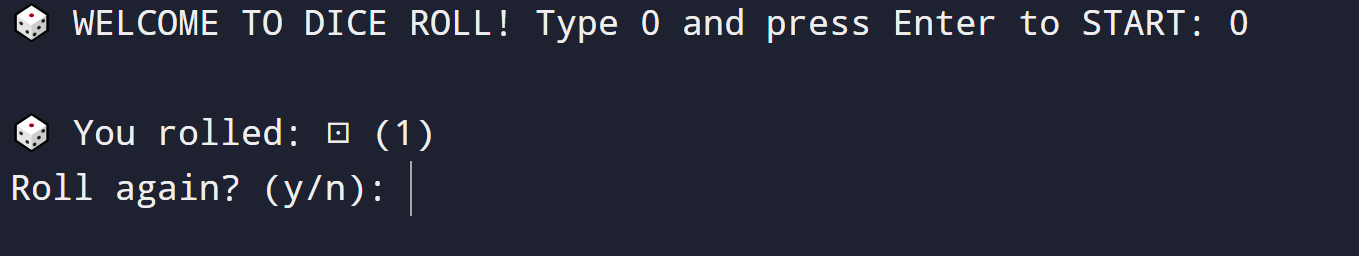 🎲 WELCOME TO DICE ROLL! Type 0 and press Enter to START: 0
🎲 You rolled: ⚀ (1)
Roll again? (y/n):